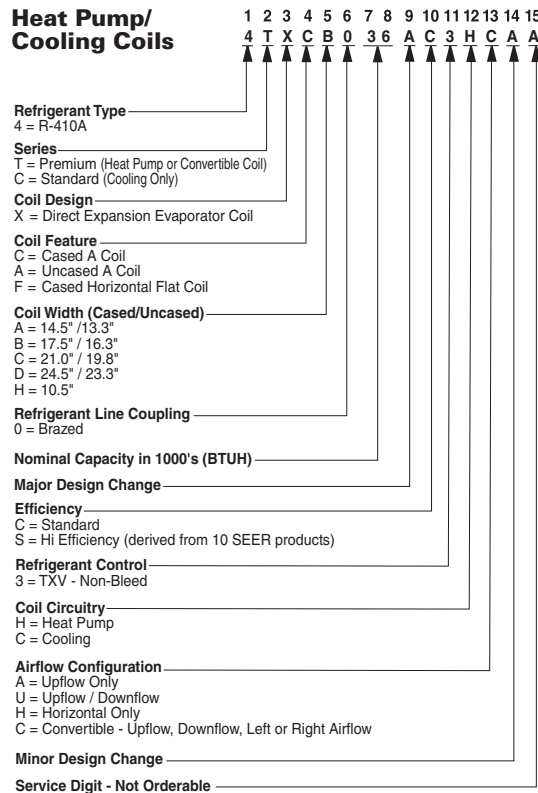 Heat Pump/
Cooling Coils
1 2 3 4 5 6 7 8 9 10 11 12 13 14 15
4 T X C B 0 3 6 A C 3 H C A A
Refrigerant Type
4 = R-410A
Series
T = Premium (Heat Pump or Convertible Coil)
C = Standard (Cooling Only)
Coil Design
X = Direct Expansion Evaporator Coil
Coil Feature
C = Cased A Coil
A = Uncased A Coil
F = Cased Horizontal Flat Coil
Coil Width (Cased/Uncased)
A = 14.5" /13.3"
B = 17.5" / 16.3"
C = 21.0" / 19.8"
D = 24.5" / 23.3"
H = 10.5"
Refrigerant Line Coupling
0 = Brazed
Nominal Capacity in 1000's (BTUH)
Major Design Change
Efficiency
C = Standard
S = Hi Efficiency (derived from 10 SEER products)
Refrigerant Control
3 = TXV - Non-Bleed
Coil Circuitry
H = Heat Pump
C = Cooling
Airflow Configuration
A = Upflow Only
U = Upflow / Downflow
H = Horizontal Only
C = Convertible - Upflow, Downflow, Left or Right Airflow
Minor Design Change
Service Digit - Not Orderable